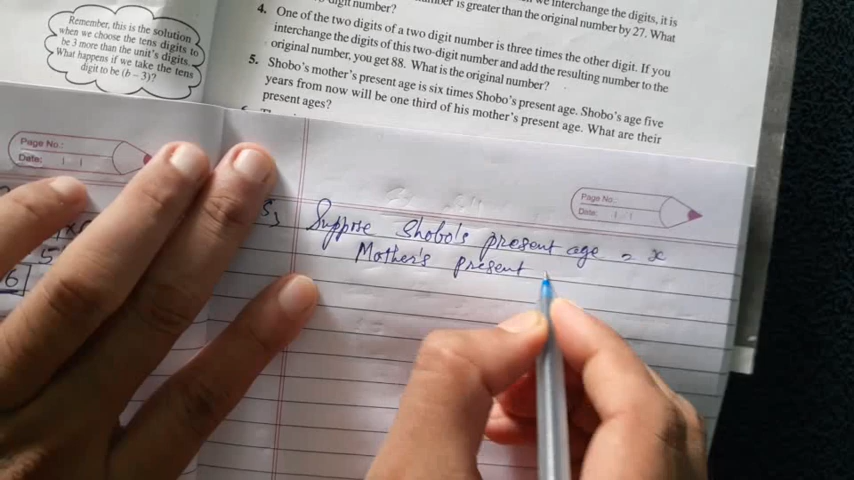 we interchange the digits, it is
digit number?
is greater than the original number by 27. What
4. One of the two digits of a two digit number is three times the other digit. If you
interchange the digits of this two-digit number and add the resulting number to the
original number, you get 88. What is the original number?
5. Shobo's mother's present age is six times Shobo's present age. Shobo's age five
years from now will be one third of his mother's present age. What are their
present ages?
Remember, this is the solution
when we choose the tens digits to
be 3 more than the unit's digits.
What happens if we take the tens
digit to be (b – 3)?
Page No.:
Date:
Page No.:
Date:
5, Suppose Shobo's present age = x
Mother's present
5
6